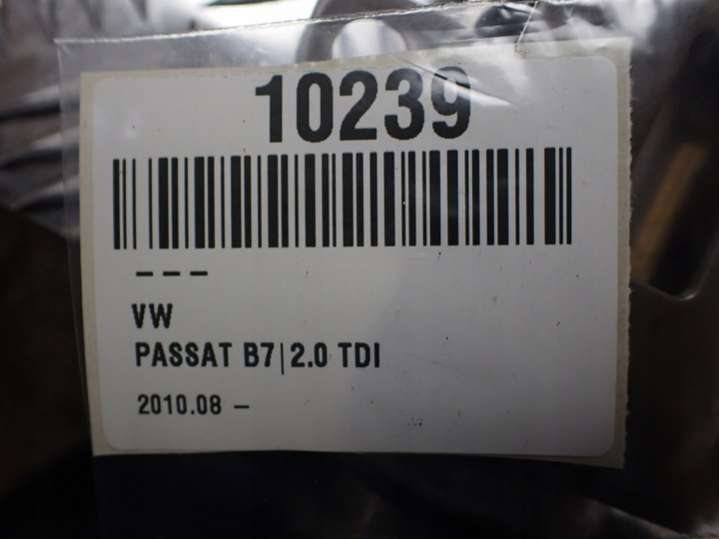 10239
---
VW
PASSAT B7|2.0 TDI
2010.08 -